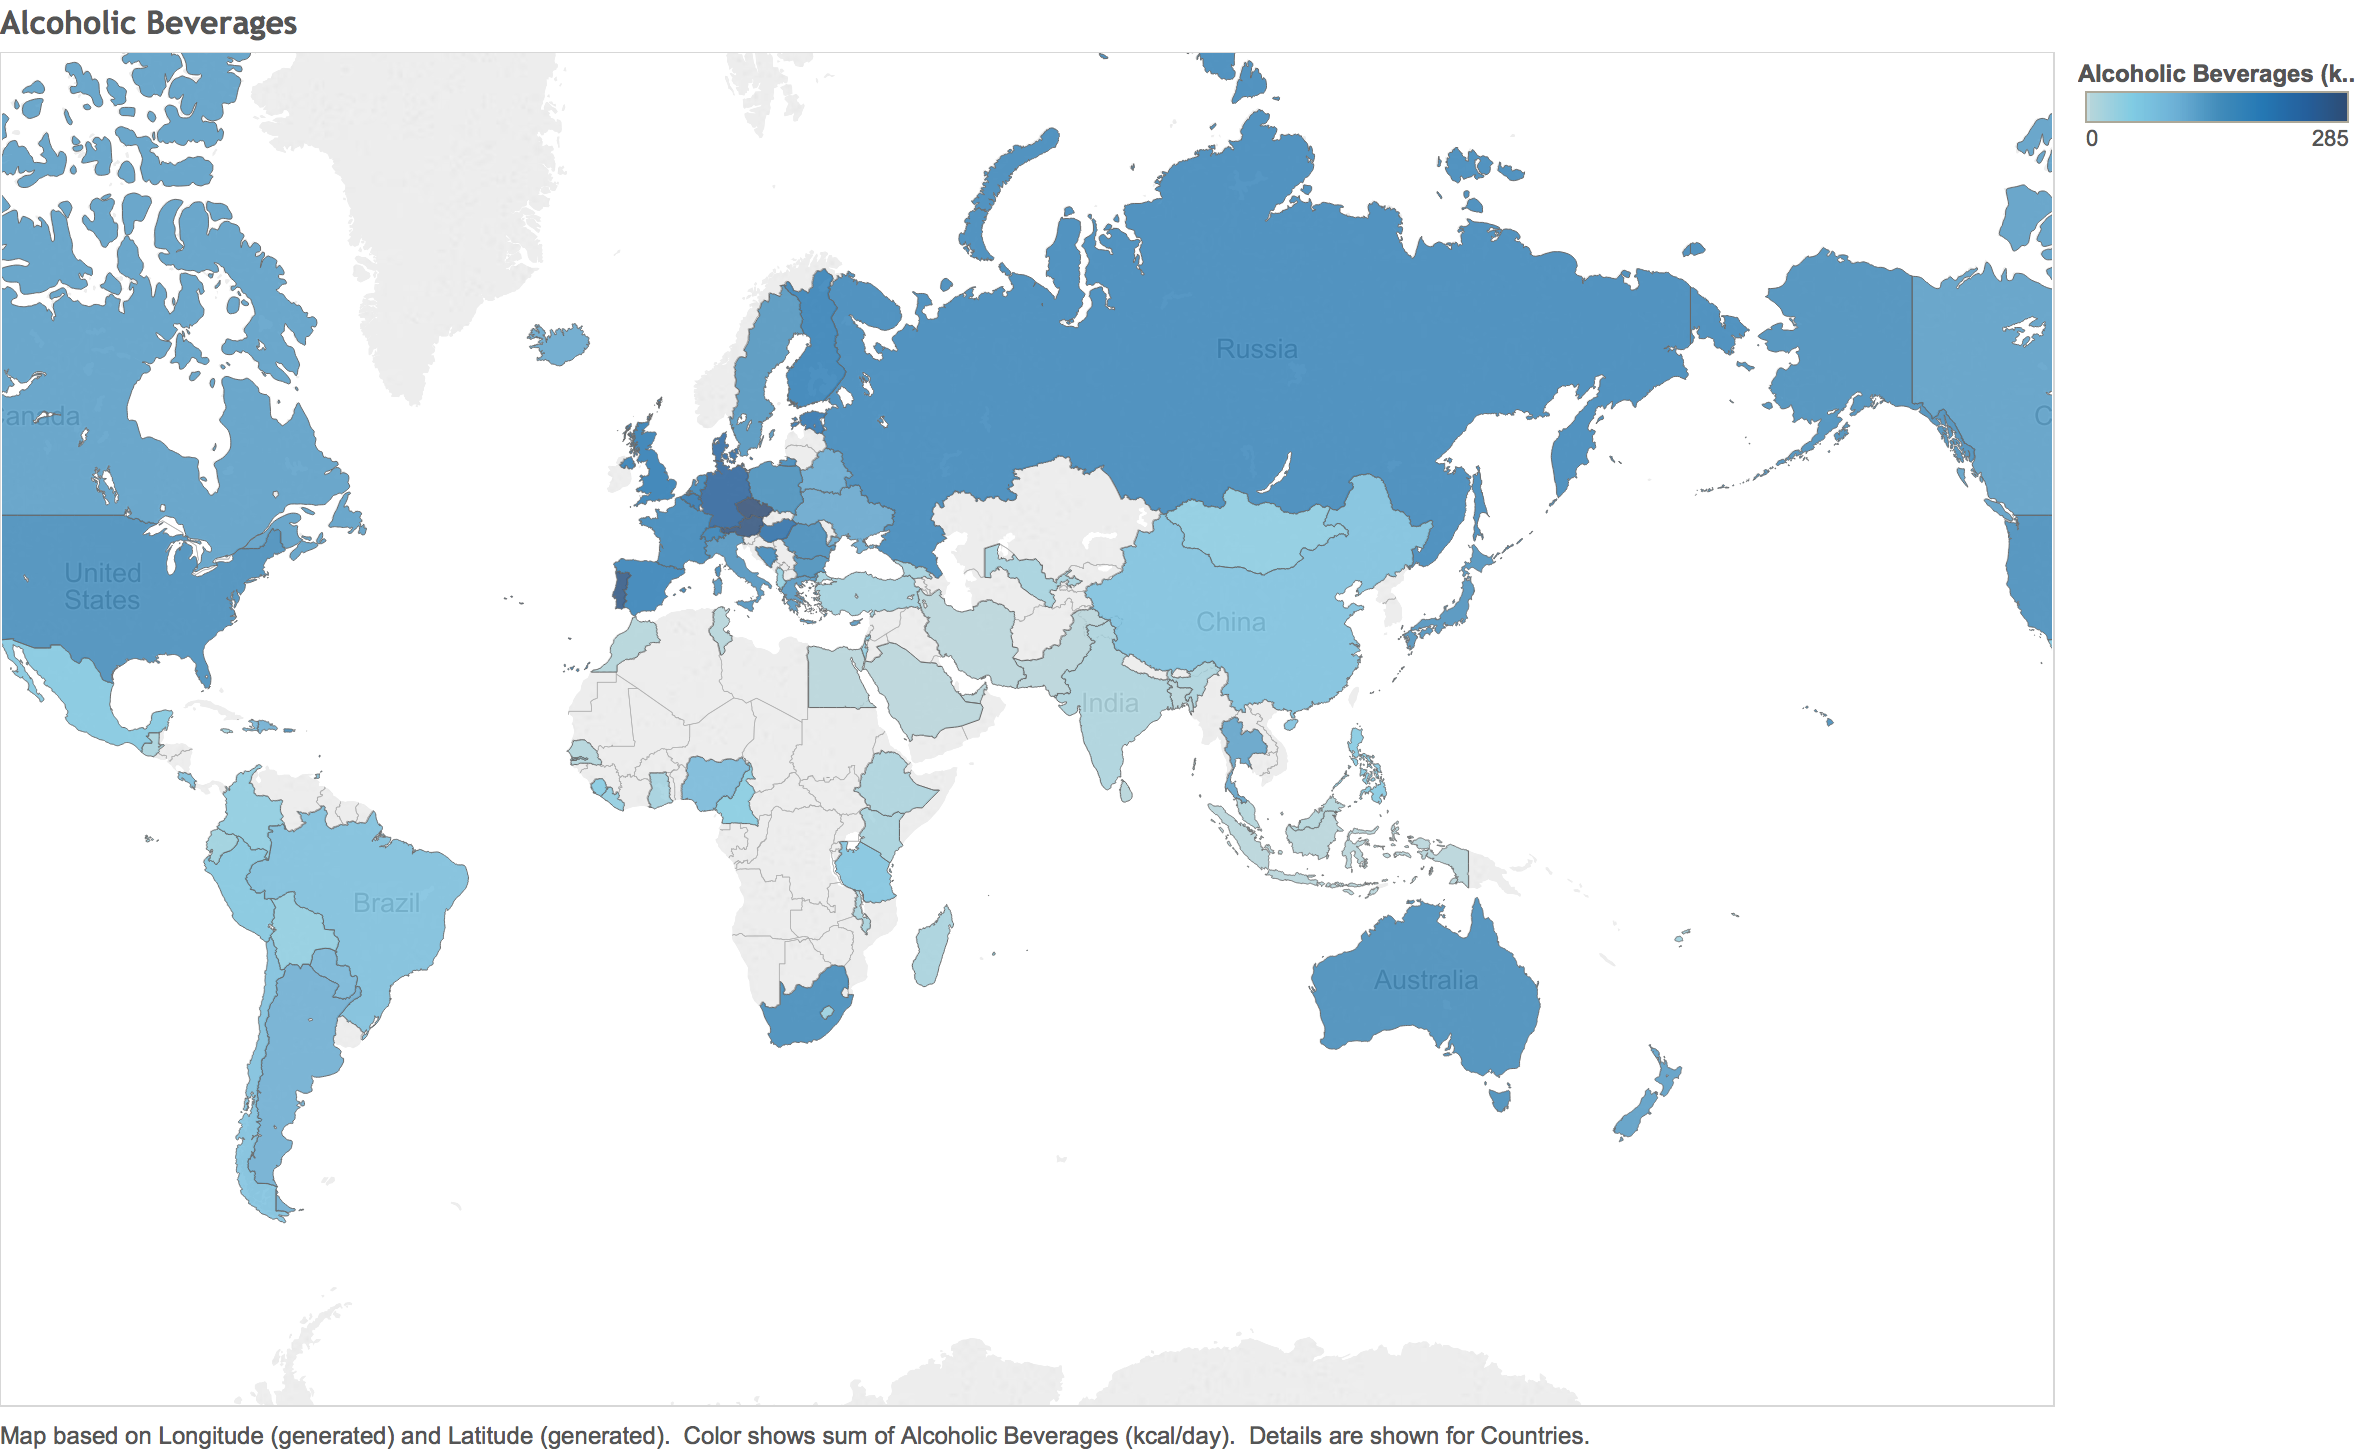 Alcoholic Beverages
Alcoholic Beverages (k..
0 285
Russia
anada
C
United
States
China
India
Brazil
Australia
Map based on Longitude (generated) and Latitude (generated).  Color shows sum of Alcoholic Beverages (kcal/day).  Details are shown for Countries.